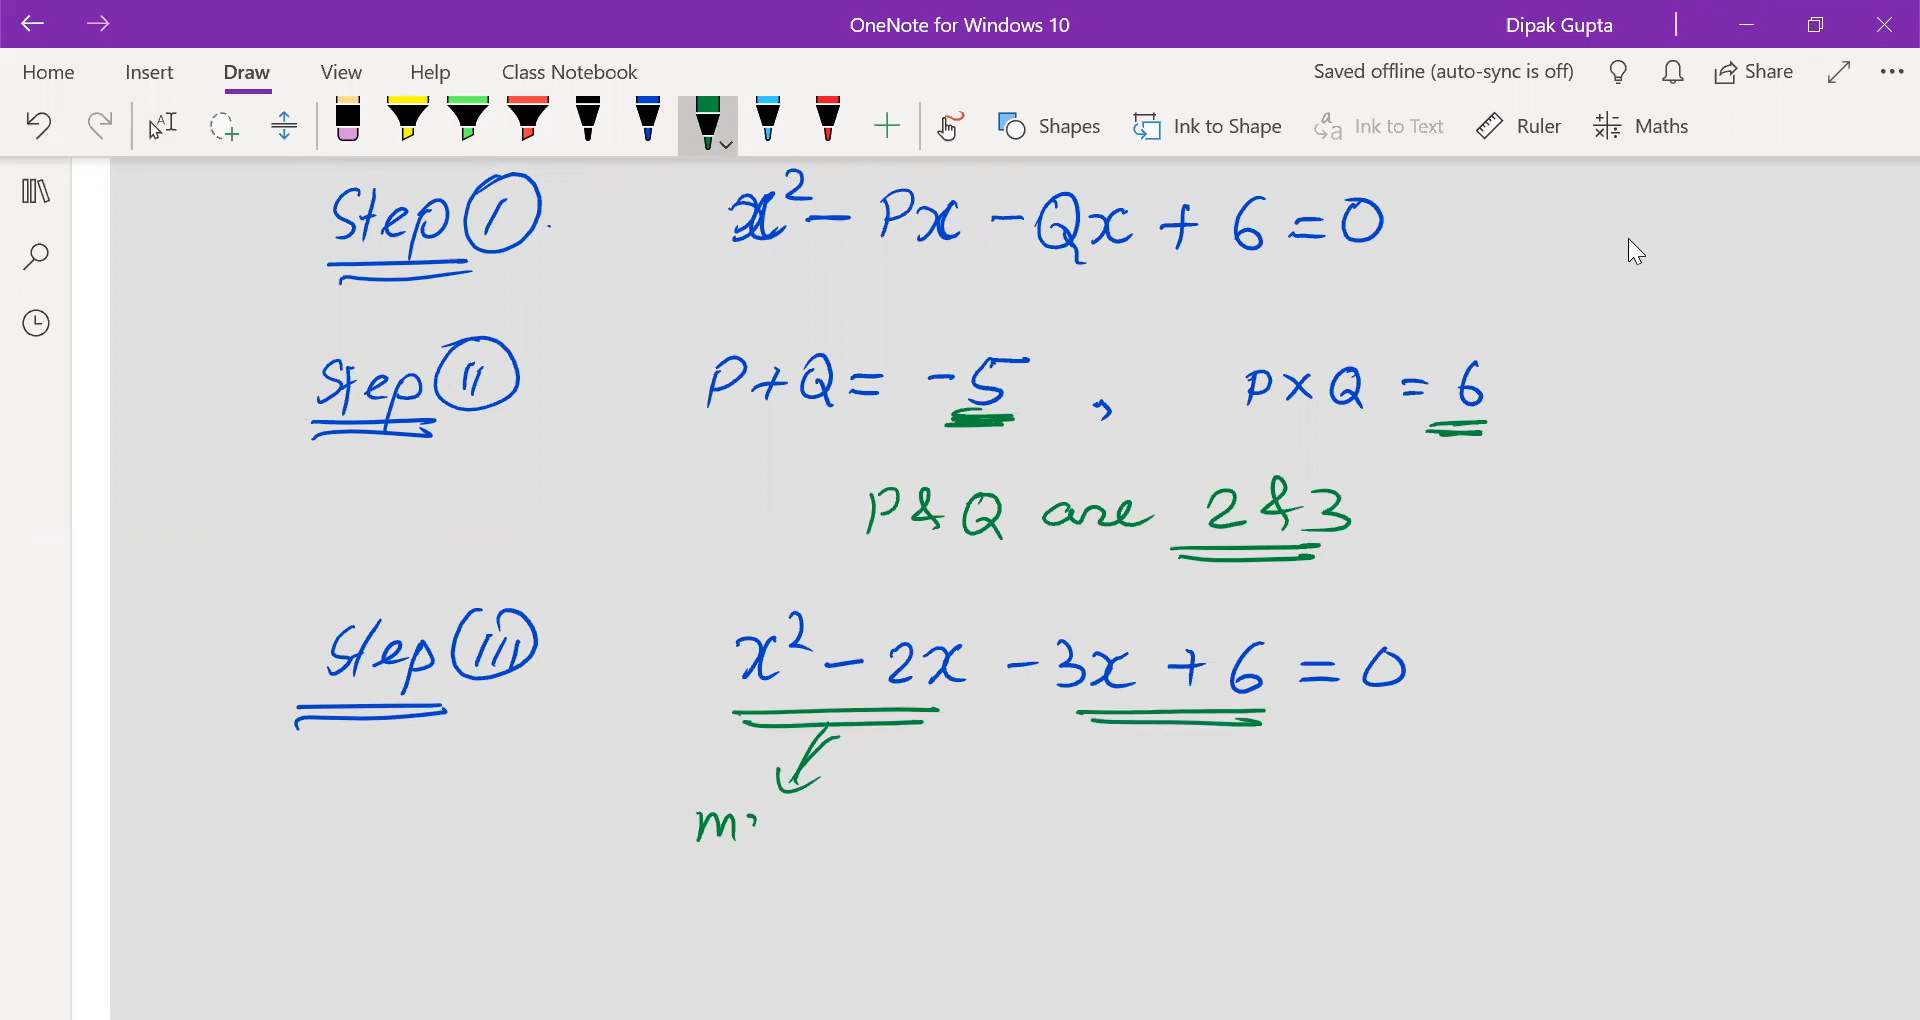 OneNote for Windows 10
Dipak Gupta
Home Insert Draw View Help Class Notebook
Saved offline (auto-sync is off) Share
Shapes Ink to Shape Ink to Text Ruler Maths
Step I. x² - Px - Qx + 6 = 0
Step II P + Q = -5 , P × Q = 6
P & Q are 2 & 3
Step III x² - 2x - 3x + 6 = 0